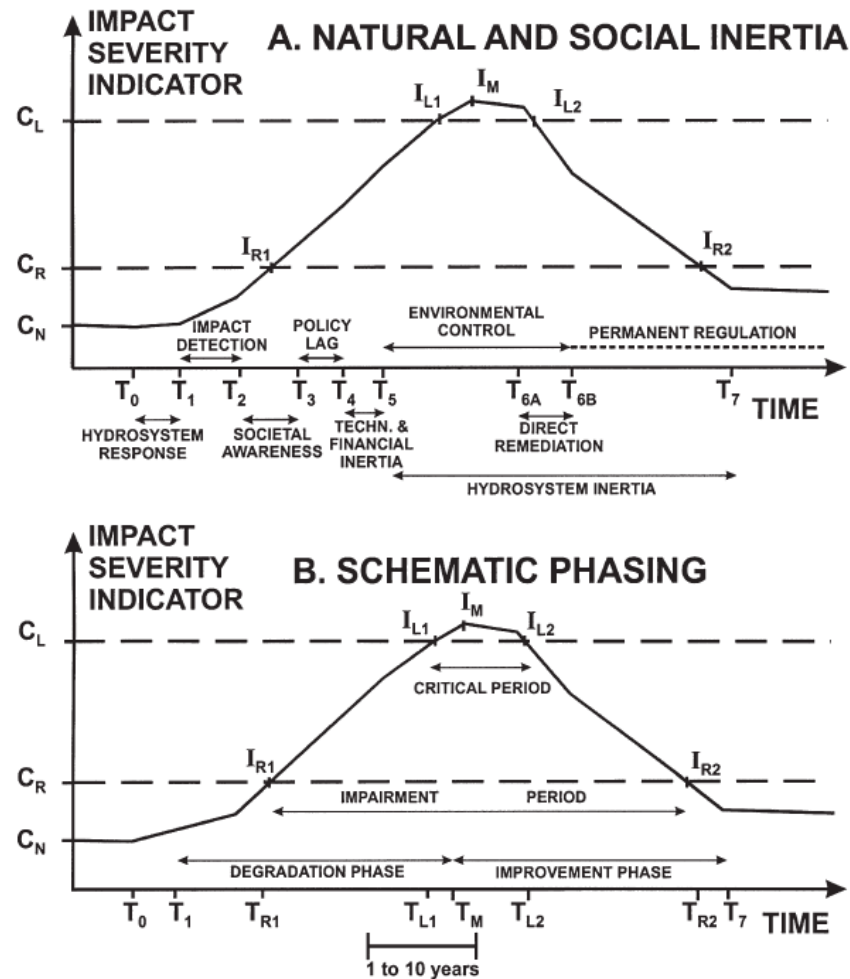 IMPACT
SEVERITY
INDICATOR
A. NATURAL AND SOCIAL INERTIA
I_L1
I_M
I_L2
C_L
I_R1
I_R2
C_R
C_N
IMPACT
DETECTION
POLICY
LAG
ENVIRONMENTAL
CONTROL
PERMANENT REGULATION
T_0 T_1 T_2 T_3 T_4 T_5 T_6A T_6B T_7 TIME
HYDROSYSTEM
RESPONSE
SOCIETAL
AWARENESS
TECHN. &
FINANCIAL
INERTIA
DIRECT
REMEDIATION
HYDROSYSTEM INERTIA
IMPACT
SEVERITY
INDICATOR
B. SCHEMATIC PHASING
I_L1
I_M
I_L2
C_L
CRITICAL PERIOD
I_R1
I_R2
C_R
IMPAIRMENT PERIOD
C_N
DEGRADATION PHASE
IMPROVEMENT PHASE
T_0 T_1 T_R1 T_L1 T_M T_L2 T_R2 T_7 TIME
1 to 10 years